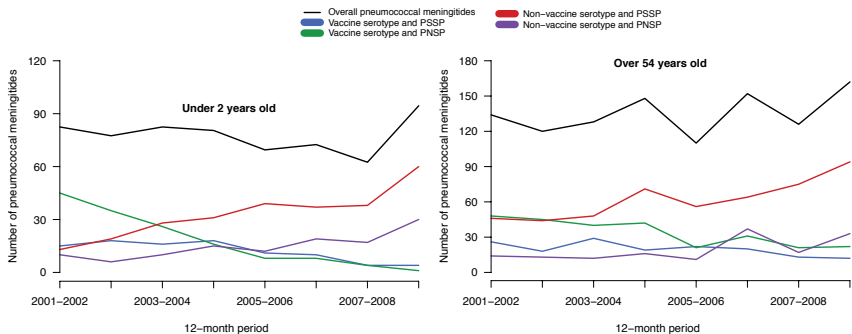 Overall pneumococcal meningitides
Vaccine serotype and PSSP
Vaccine serotype and PNSP
Non−vaccine serotype and PSSP
Non−vaccine serotype and PNSP
Under 2 years old
Number of pneumococcal meningitides
120
90
60
30
0
2001−2002
2003−2004
2005−2006
2007−2008
12−month period
Over 54 years old
Number of pneumococcal meningitides
180
150
120
90
60
30
0
2001−2002
2003−2004
2005−2006
2007−2008
12−month period